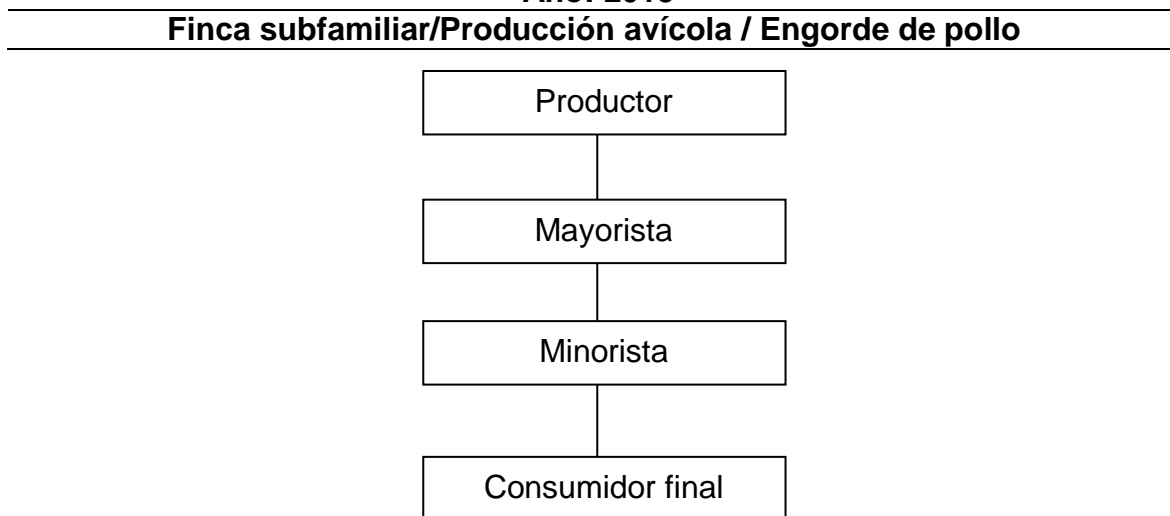 Finca subfamiliar/Producción avícola / Engorde de pollo
Productor
Mayorista
Minorista
Consumidor final